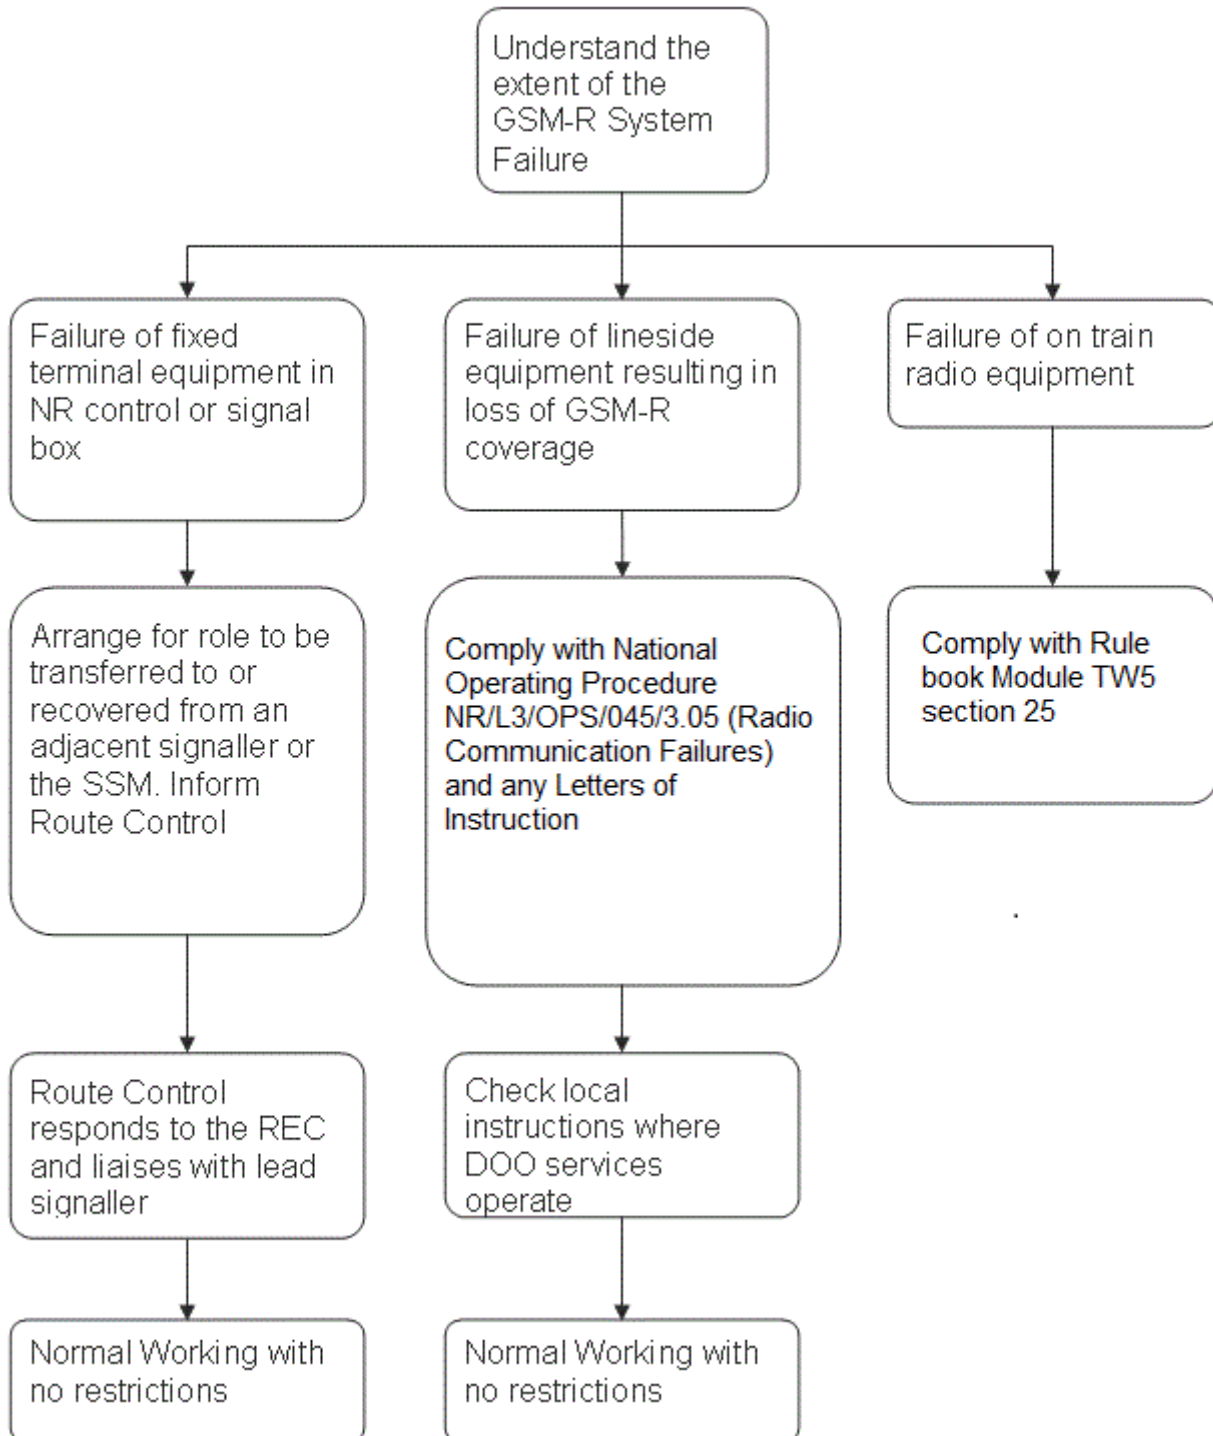 Understand the
extent of the
GSM-R System
Failure
Failure of fixed
terminal equipment in
NR control or signal
box
Failure of lineside
equipment resulting in
loss of GSM-R
coverage
Failure of on train
radio equipment
Arrange for role to be
transferred to or
recovered from an
adjacent signaller or
the SSM. Inform
Route Control
Comply with National
Operating Procedure
NR/L3/OPS/045/3.05 (Radio
Communication Failures)
and any Letters of
Instruction
Comply with Rule
book Module TW5
section 25
.
Route Control
responds to the REC
and liaises with lead
signaller
Check local
instructions where
DOO services
operate
Normal Working with
no restrictions
Normal Working with
no restrictions